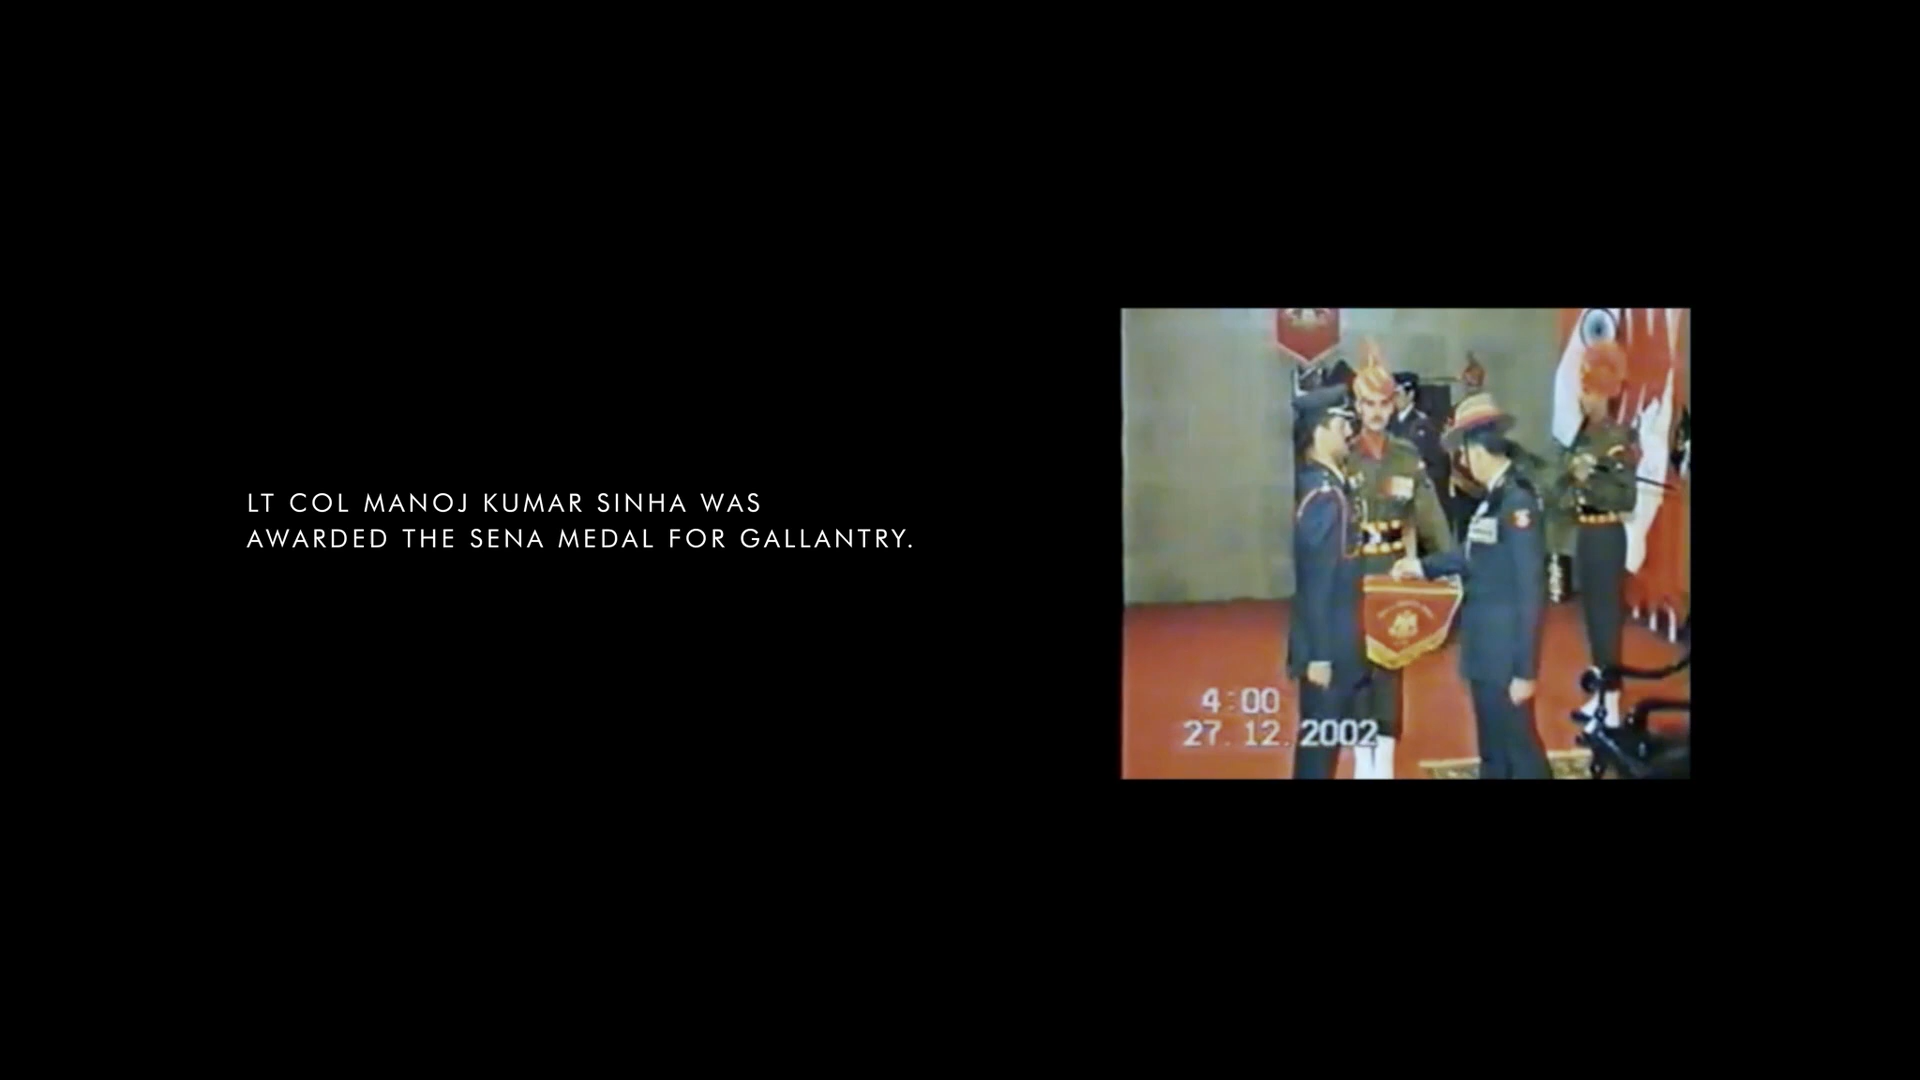 LT COL MANOJ KUMAR SINHA WAS
AWARDED THE SENA MEDAL FOR GALLANTRY.
4:00
27.12.2002